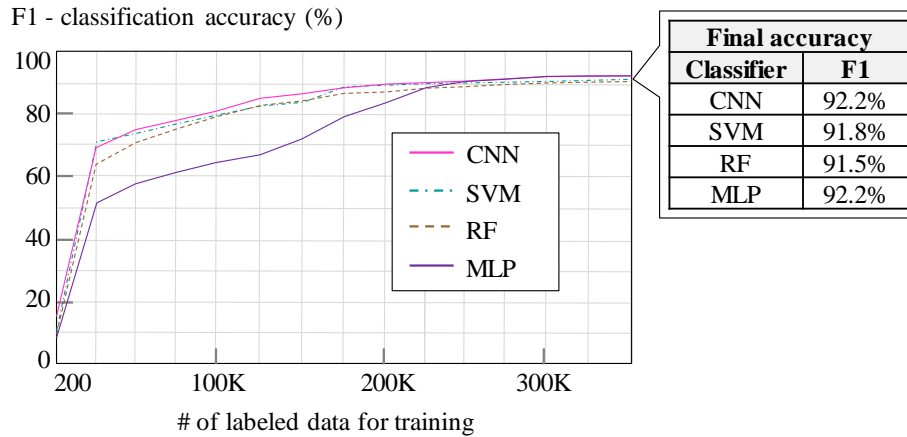 F1 - classification accuracy (%)
100
80
60
40
20
0
200 100K 200K 300K
# of labeled data for training
CNN
SVM
RF
MLP
Final accuracy
Classifier F1
CNN 92.2%
SVM 91.8%
RF 91.5%
MLP 92.2%